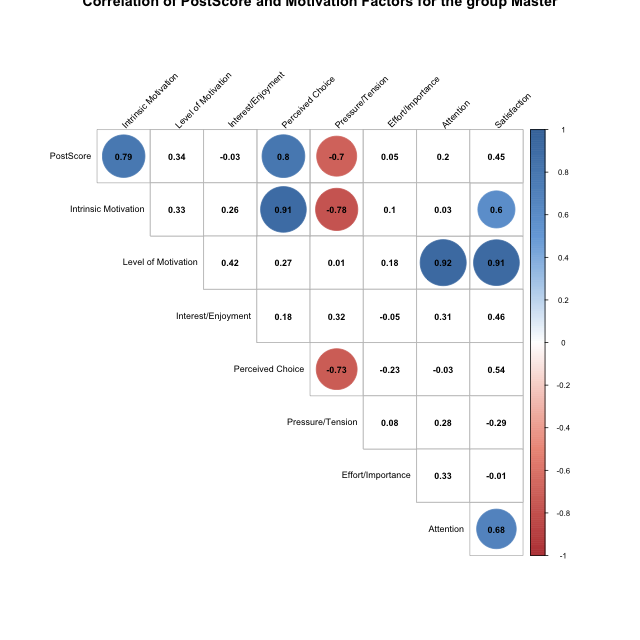 Correlation of PostScore and Motivation Factors for the group Master
Intrinsic Motivation
Level of Motivation
Interest/Enjoyment
Perceived Choice
Pressure/Tension
Effort/Importance
Attention
Satisfaction
PostScore 0.79 0.34 -0.03 0.8 -0.7 0.05 0.2 0.45
Intrinsic Motivation 0.33 0.26 0.91 -0.78 0.1 0.03 0.6
Level of Motivation 0.42 0.27 0.01 0.18 0.92 0.91
Interest/Enjoyment 0.18 0.32 -0.05 0.31 0.46
Perceived Choice -0.73 -0.23 -0.03 0.54
Pressure/Tension 0.08 0.28 -0.29
Effort/Importance 0.33 -0.01
Attention 0.68
1
0.8
0.6
0.4
0.2
0
-0.2
-0.4
-0.6
-0.8
-1